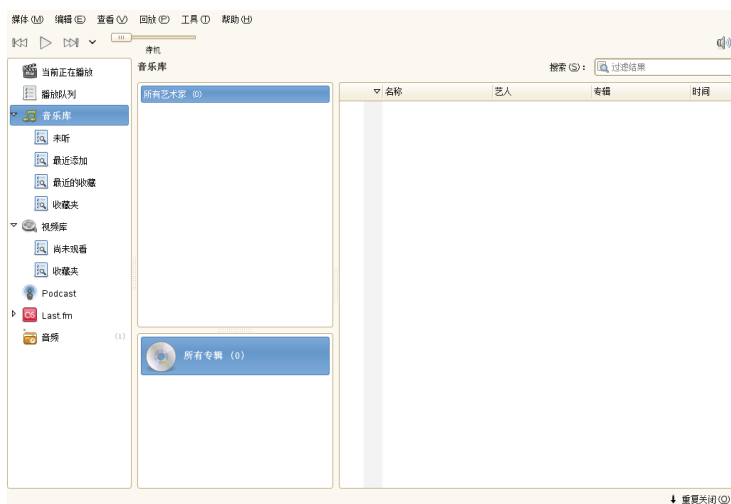 媒体(M) 编辑(E) 查看(V) 回放(P) 工具(T) 帮助(H)
停机
音乐库 搜索(S)： 过滤结果
当前正在播放
播放队列
音乐库
未听
最近添加
最近的收藏
收藏夹
视频库
尚未观看
收藏夹
Podcast
Last.fm
音频 (1)
所有艺术家 (0)
所有专辑 (0)
名称 艺人 专辑 时间
重复关闭(O)